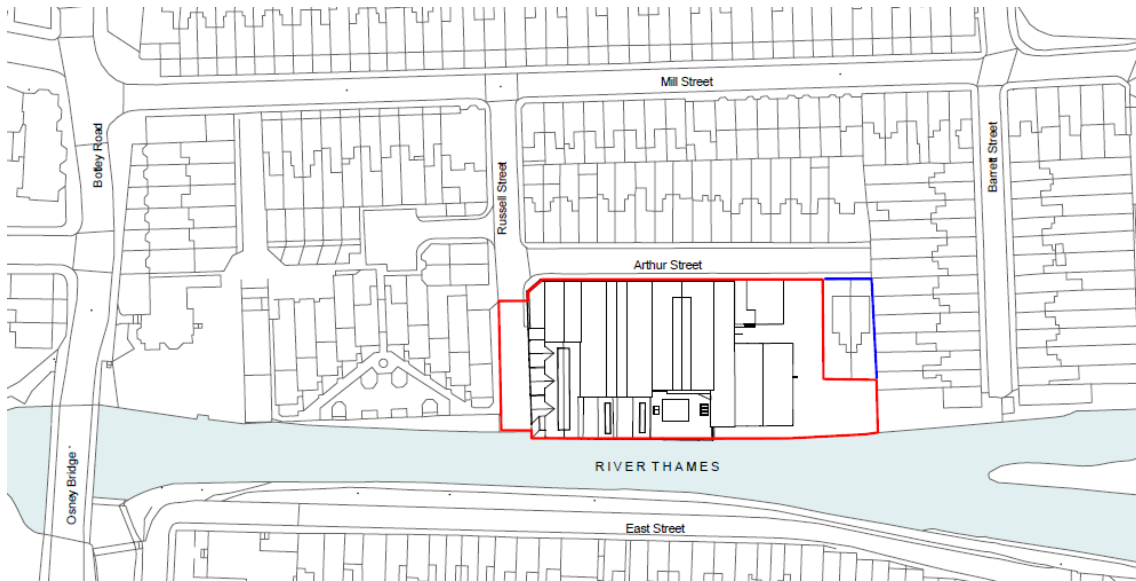 Mill Street
Botley Road
Russell Street
Barrett Street
Arthur Street
RIVER THAMES
Osney Bridge
East Street